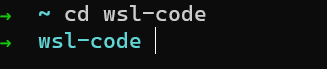 → ~ cd wsl-code
→ wsl-code